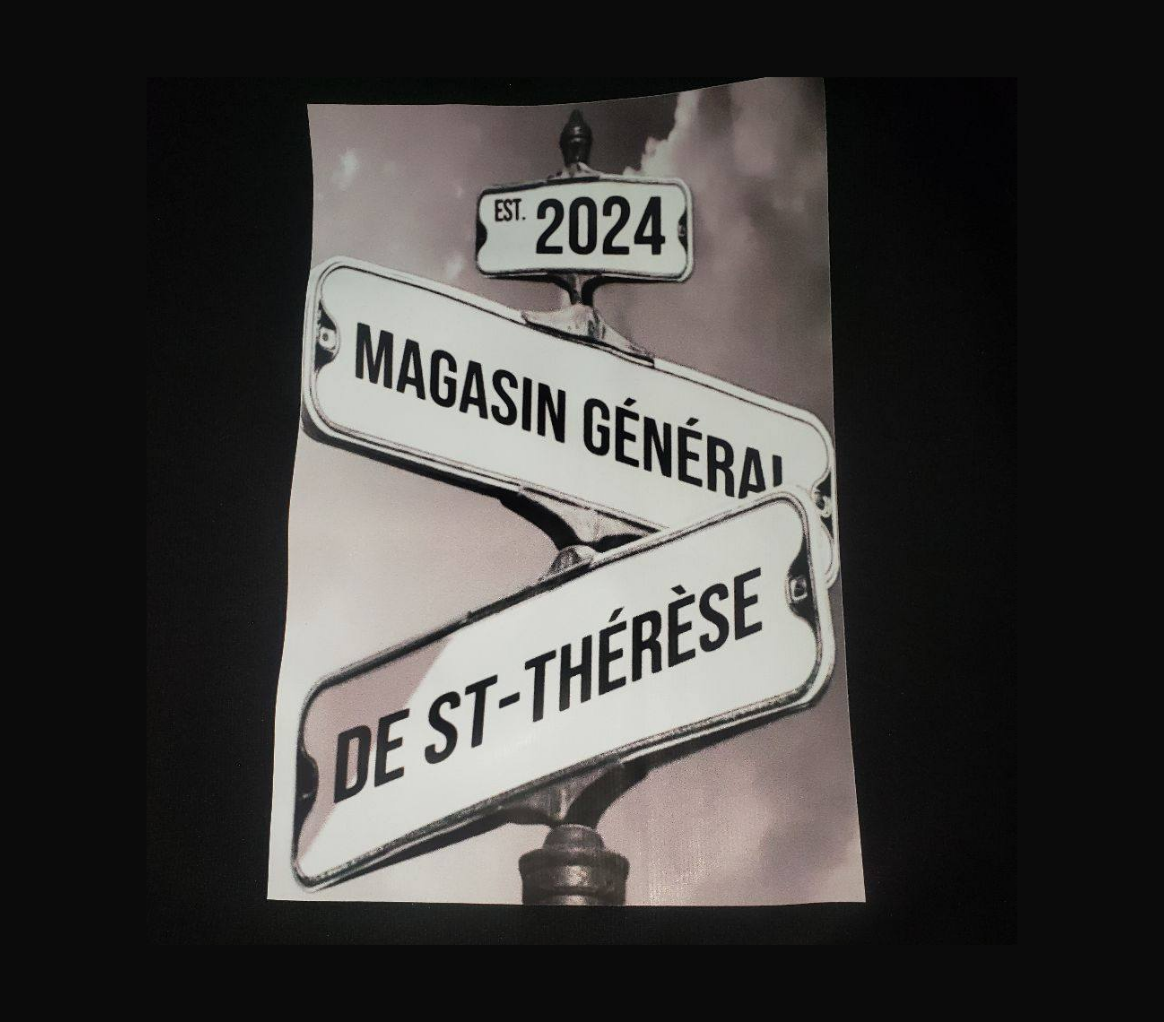 EST. 2024
MAGASIN GÉNÉRAL
DE ST-THÉRÈSE